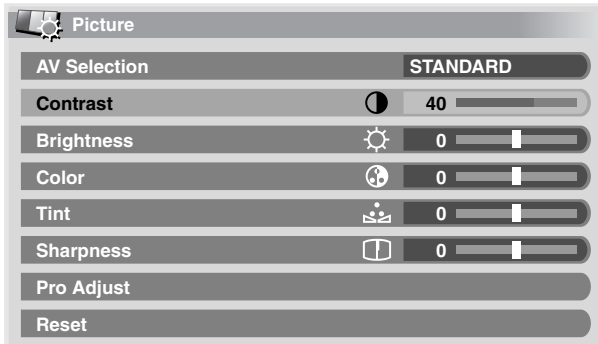 Picture
AV Selection STANDARD
Contrast 40
Brightness 0
Color 0
Tint 0
Sharpness 0
Pro Adjust
Reset